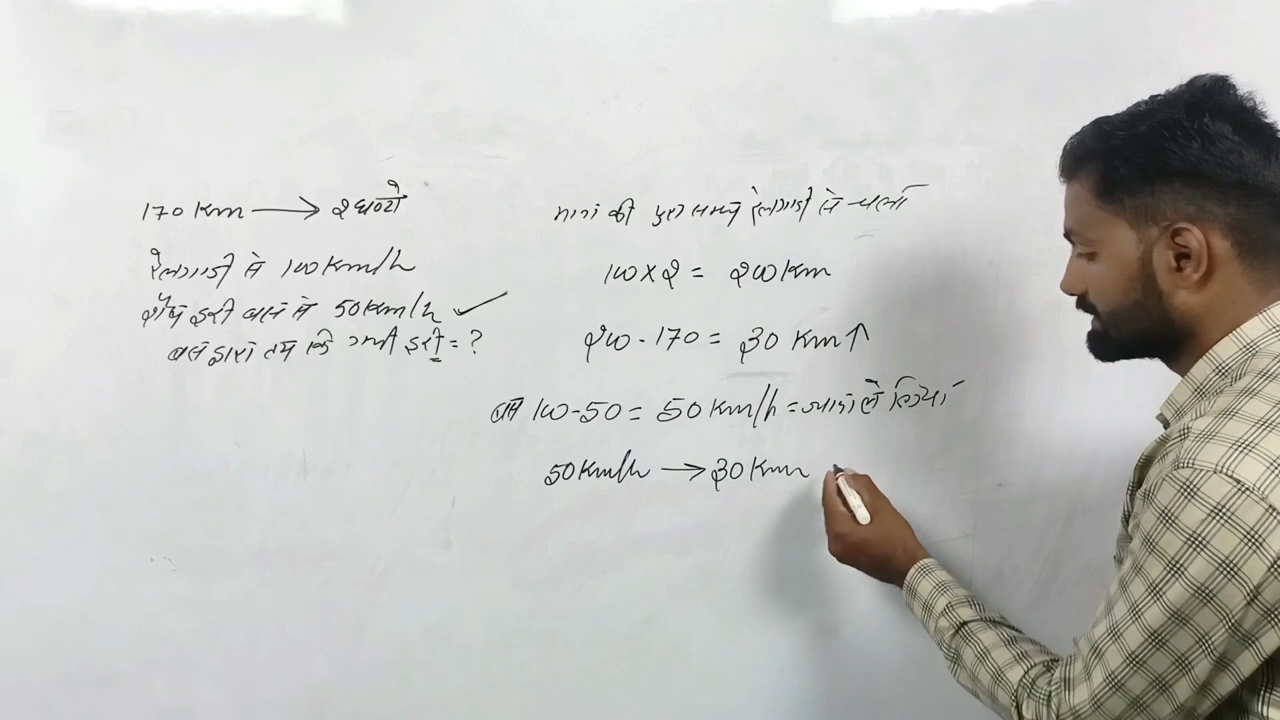 170 Km → 2 घण्टे
रेलगाड़ी से 100 Km/h
शेष दूरी बस से 50 Km/h ✓
बस द्वारा तय की गयी दूरी = ?
माना की पुरा समय रेलगाड़ी से चला
100 × 2 = 200 Km
200 - 170 = 30 Km ↑
100 - 50 = 50 Km/h =
50 Km/h → 30 Km